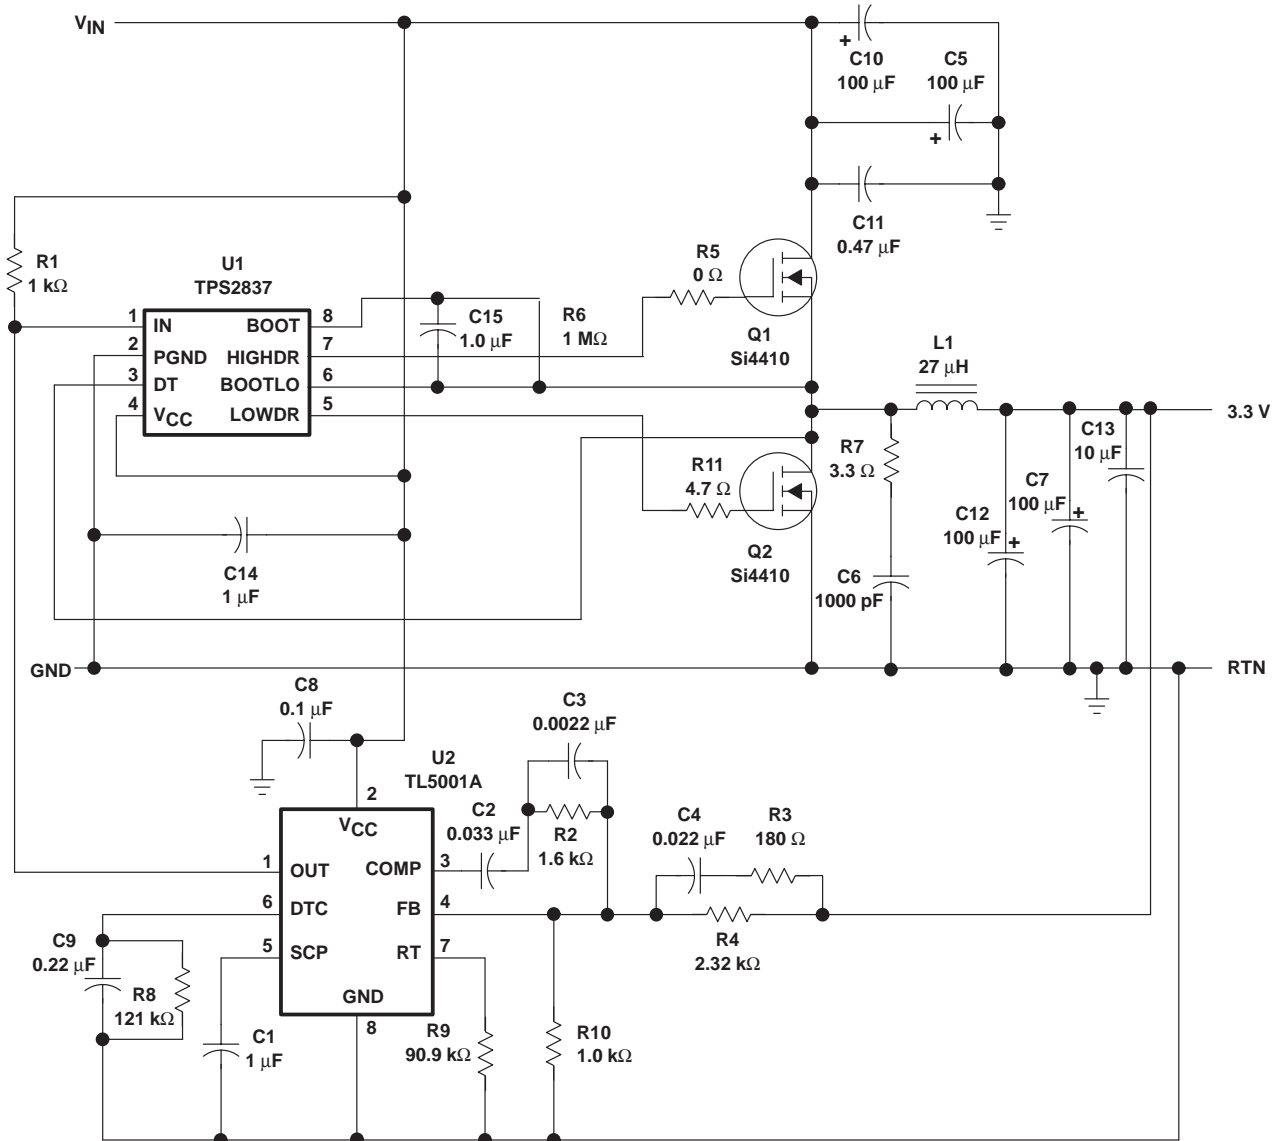 VIN
+
C10
100 µF
C5
100 µF
+
C11
0.47 µF
R1
1 kΩ
U1
TPS2837
1 IN BOOT 8
2 PGND HIGHDR 7
3 DT BOOTLO 6
4 VCC LOWDR 5
C15
1.0 µF
R6
1 MΩ
R5
0 Ω
Q1
Si4410
L1
27 µH
3.3 V
R11
4.7 Ω
Q2
Si4410
R7
3.3 Ω
C6
1000 pF
C12
100 µF
+
C7
100 µF
+
C13
10 µF
C14
1 µF
GND
RTN
C8
0.1 µF
U2
TL5001A
2
VCC
1 OUT COMP 3
6 DTC FB 4
5 SCP RT 7
GND
8
C2
0.033 µF
C3
0.0022 µF
R2
1.6 kΩ
C4
0.022 µF
R3
180 Ω
R4
2.32 kΩ
C9
0.22 µF
R8
121 kΩ
C1
1 µF
R9
90.9 kΩ
R10
1.0 kΩ